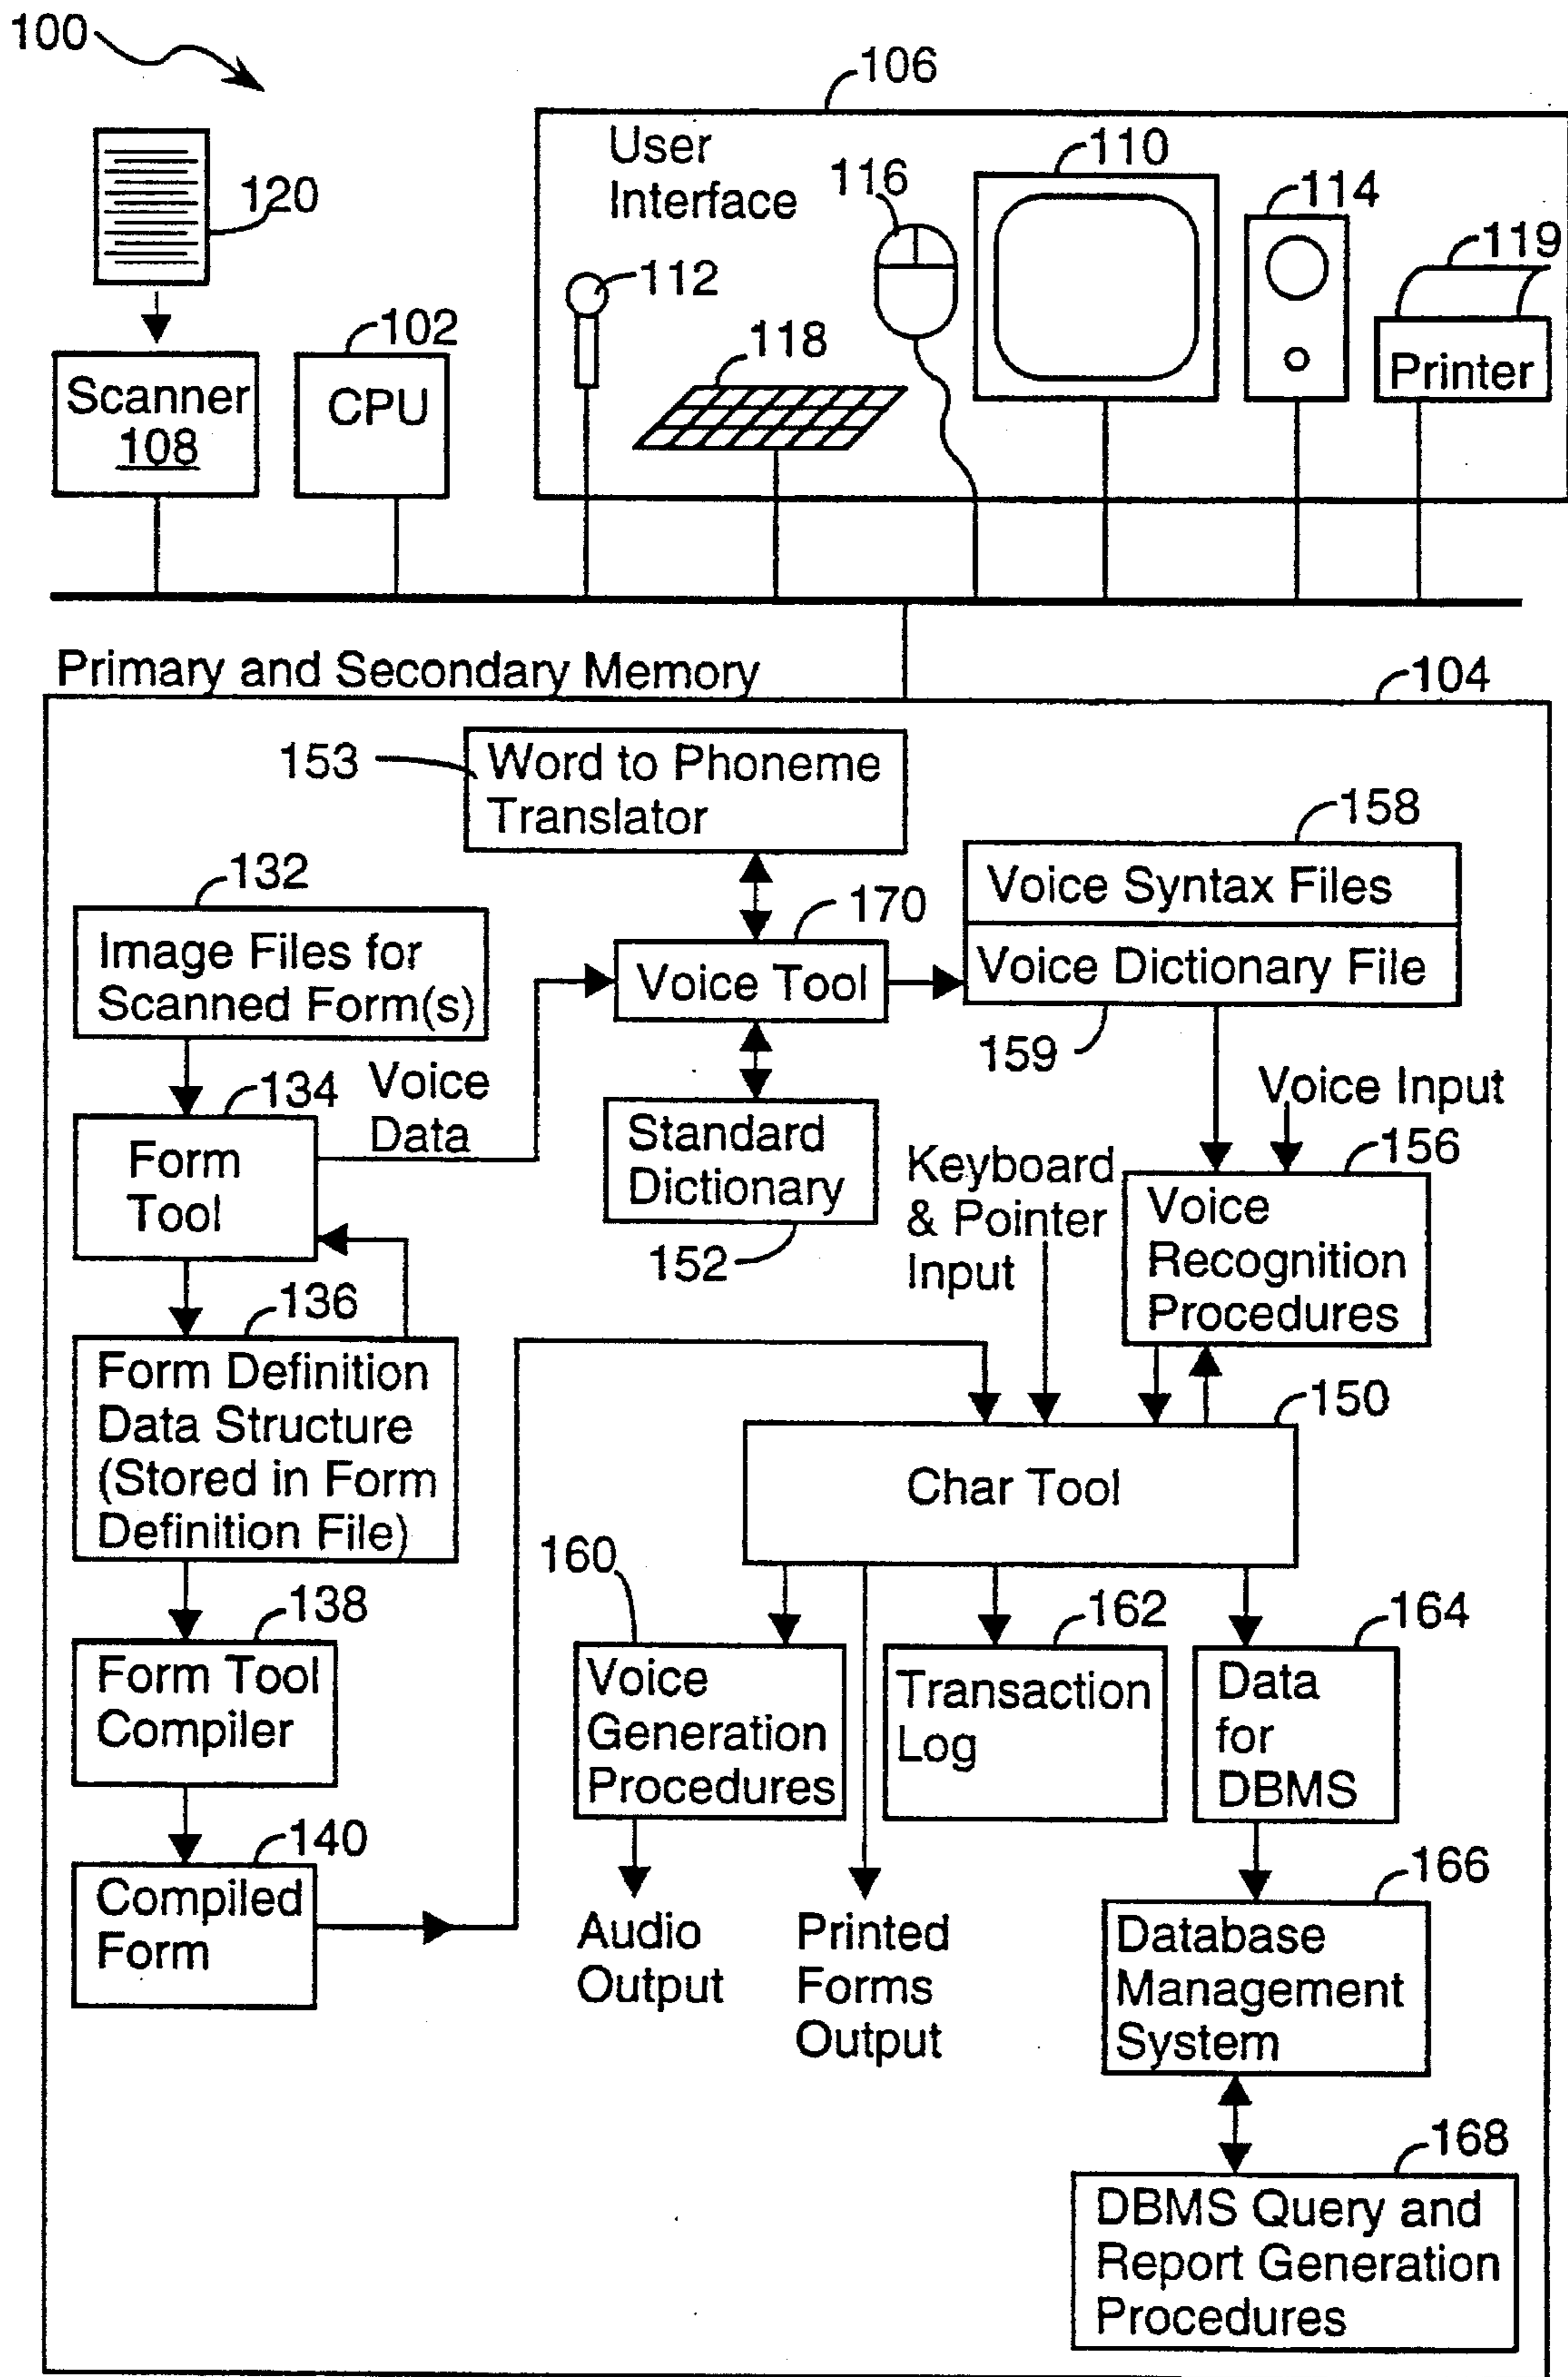 100
106
User
Interface
116
110
114
119
120
112
118
102
Scanner
108
CPU
Printer
Primary and Secondary Memory
104
153
Word to Phoneme
Translator
158
Voice Syntax Files
Voice Dictionary File
159
132
Image Files for
Scanned Form(s)
170
Voice Tool
134
Voice
Data
Form
Tool
Standard
Dictionary
152
Keyboard
& Pointer
Input
Voice Input
156
Voice
Recognition
Procedures
136
Form Definition
Data Structure
(Stored in Form
Definition File)
150
Char Tool
138
Form Tool
Compiler
160
Voice
Generation
Procedures
162
Transaction
Log
164
Data
for
DBMS
140
Compiled
Form
Audio
Output
Printed
Forms
Output
166
Database
Management
System
168
DBMS Query and
Report Generation
Procedures